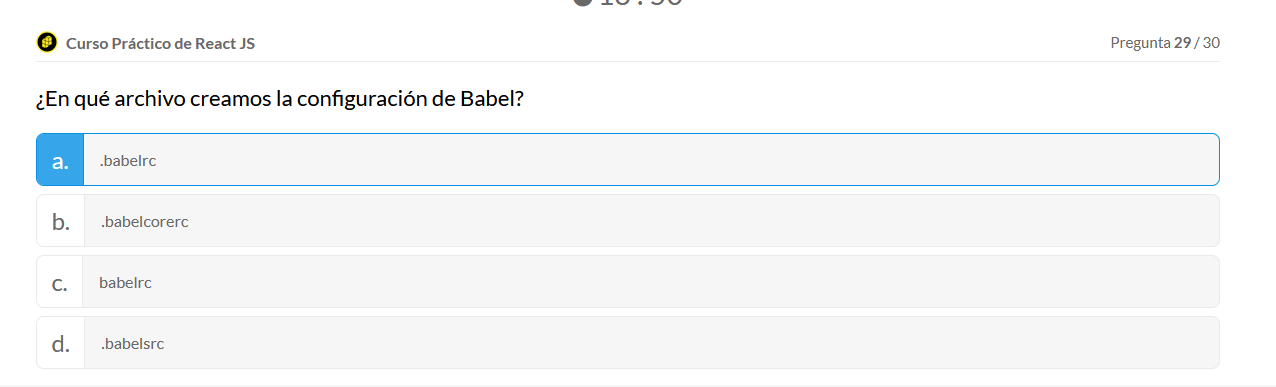 Curso Práctico de React JS
Pregunta 29 / 30
¿En qué archivo creamos la configuración de Babel?
a. .babelrc
b. .babelcorerc
c. babelrc
d. .babelsrc